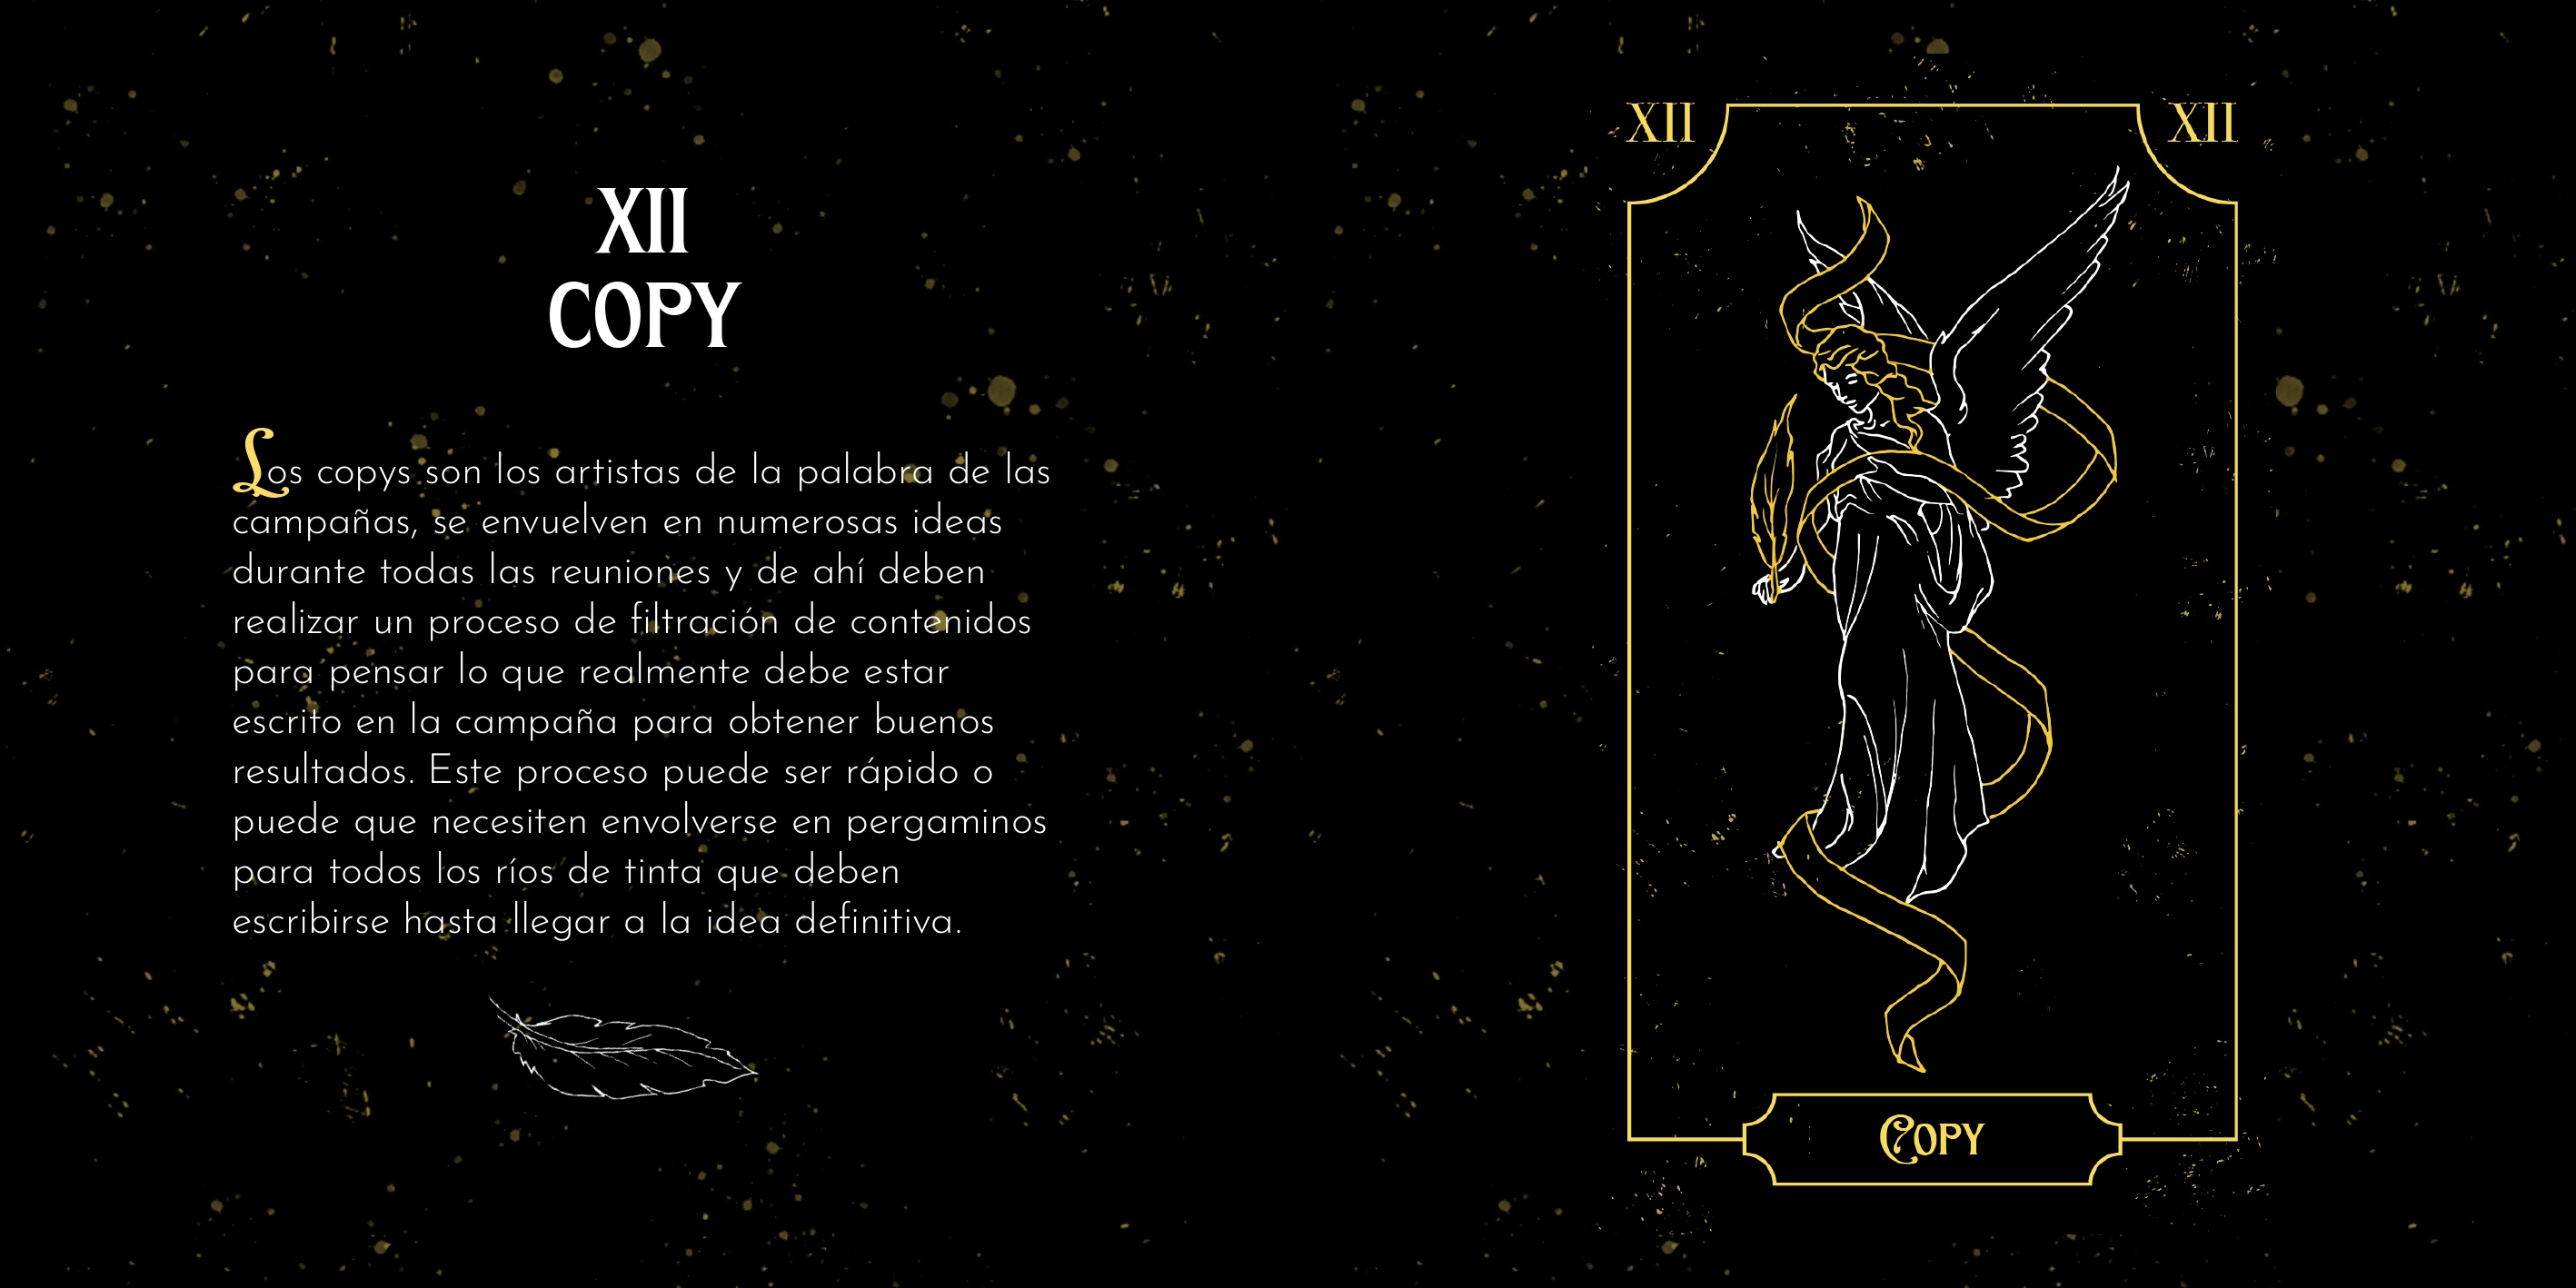 XII
COPY
Los copys son los artistas de la palabra de las
campañas, se envuelven en numerosas ideas
durante todas las reuniones y de ahí deben
realizar un proceso de filtración de contenidos
para pensar lo que realmente debe estar
escrito en la campaña para obtener buenos
resultados. Este proceso puede ser rápido o
puede que necesiten envolverse en pergaminos
para todos los ríos de tinta que deben
escribirse hasta llegar a la idea definitiva.
XII XII
COPY